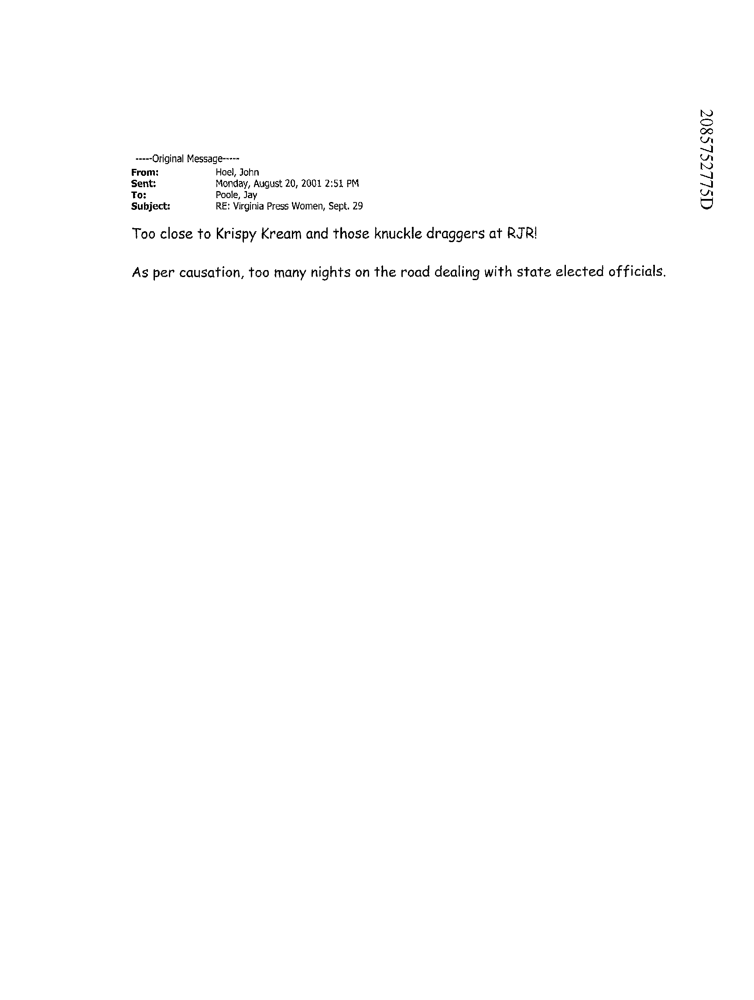 -----Original Message-----
From: Hoel, John
Sent: Monday, August 20, 2001 2:51 PM
To: Poole, Jay
Subject: RE: Virginia Press Women, Sept. 29
Too close to Krispy Kream and those knuckle draggers at RJR!
As per causation, too many nights on the road dealing with state elected officials.
2085752775D